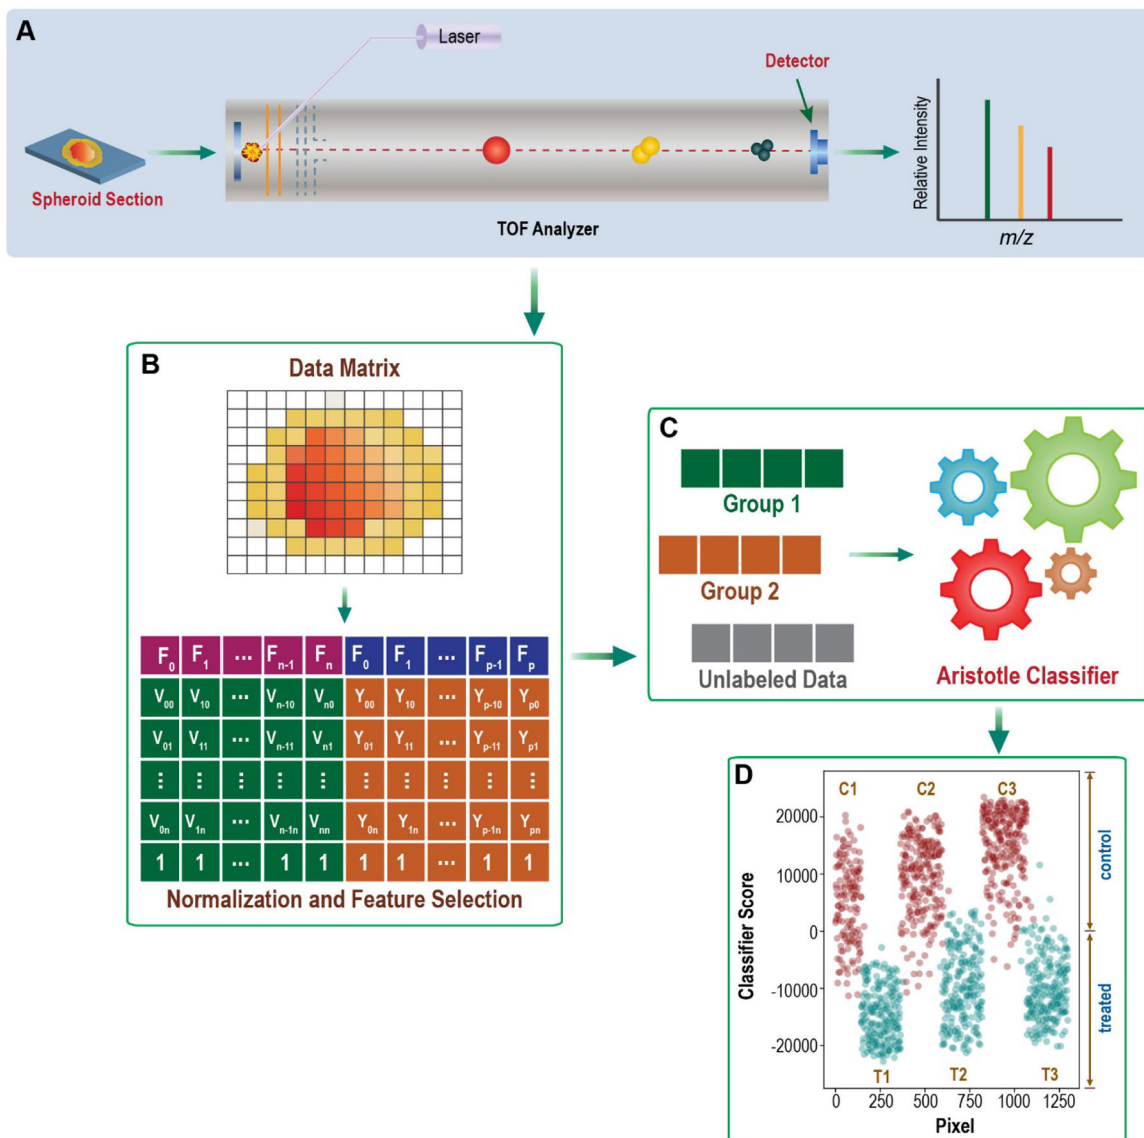 A
Laser
Detector
Spheroid Section
TOF Analyzer
Relative Intensity
m/z
B
Data Matrix
F0 F1 ... Fn-1 Fn F0 F1 ... Fp-1 Fp
V00 V10 ... Vn-10 Vn0 Y00 Y10 ... Yp-10 Yp0
V01 V11 ... Vn-11 Vn1 Y01 Y11 ... Yp-11 Yp1
⋮ ⋮ ⋮ ⋮ ⋮ ⋮ ⋮ ⋮ ⋮ ⋮
V0n V1n ... Vn-1n Vnn Y0n Y1n ... Yp-1n Ypn
1 1 ... 1 1 1 1 ... 1 1
Normalization and Feature Selection
C
Group 1
Group 2
Unlabeled Data
Aristotle Classifier
D
C1 C2 C3
20000
10000
0
-10000
-20000
Classifier Score
control
treated
T1 T2 T3
0 250 500 750 1000 1250
Pixel